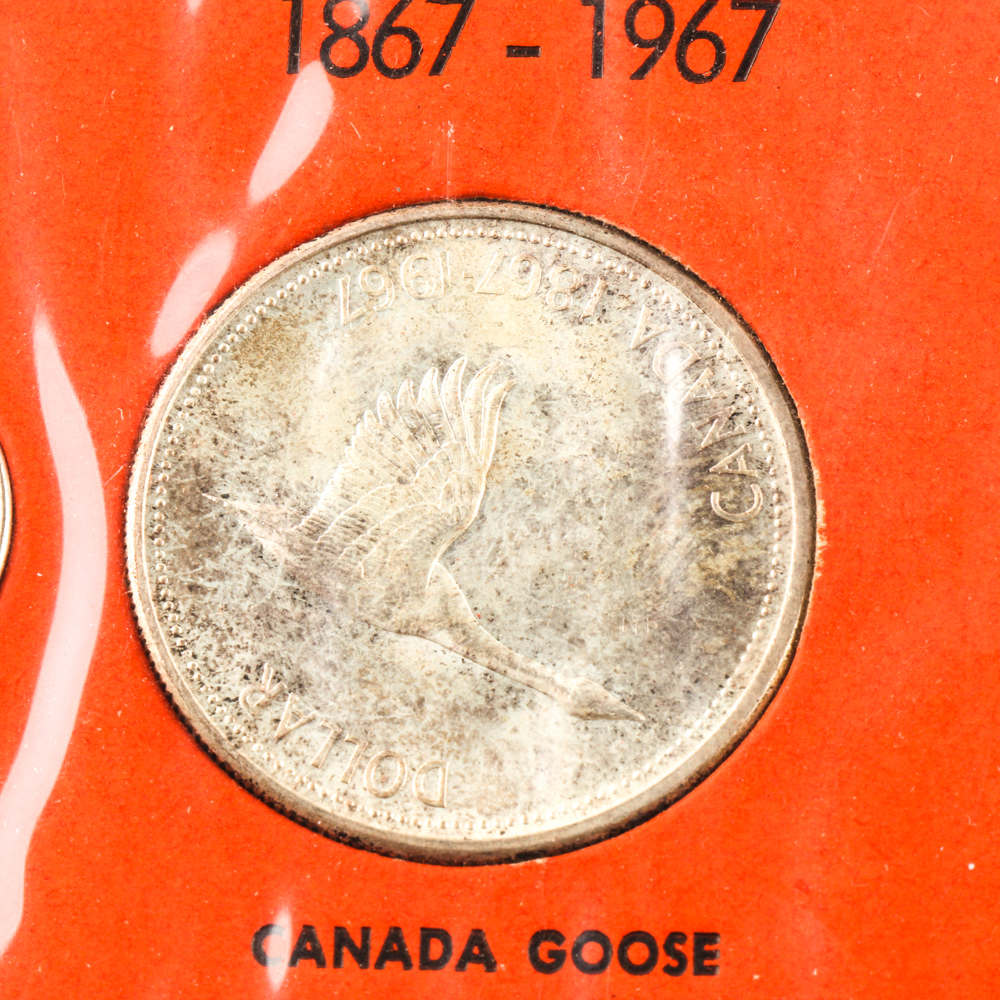 1867 - 1967
1867-1967
CANADA
DOLLAR
CANADA GOOSE